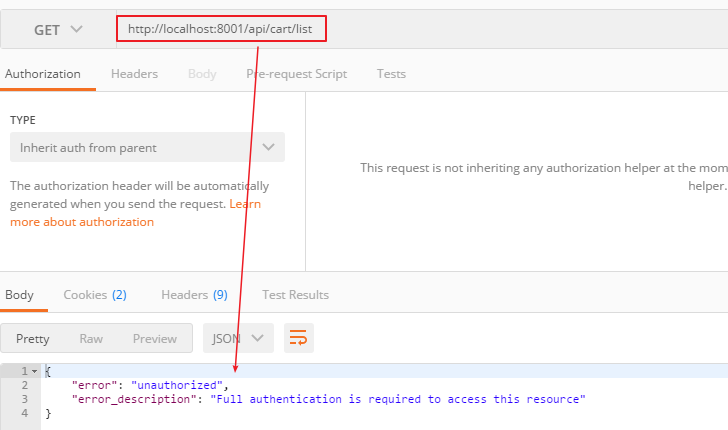 GET http://localhost:8001/api/cart/list
Authorization Headers Body Pre-request Script Tests
TYPE
Inherit auth from parent
The authorization header will be automatically
generated when you send the request. Learn
more about authorization
This request is not inheriting any authorization helper at the mom
helper.
Body Cookies (2) Headers (9) Test Results
Pretty Raw Preview JSON
1 {
2 "error": "unauthorized",
3 "error_description": "Full authentication is required to access this resource"
4 }